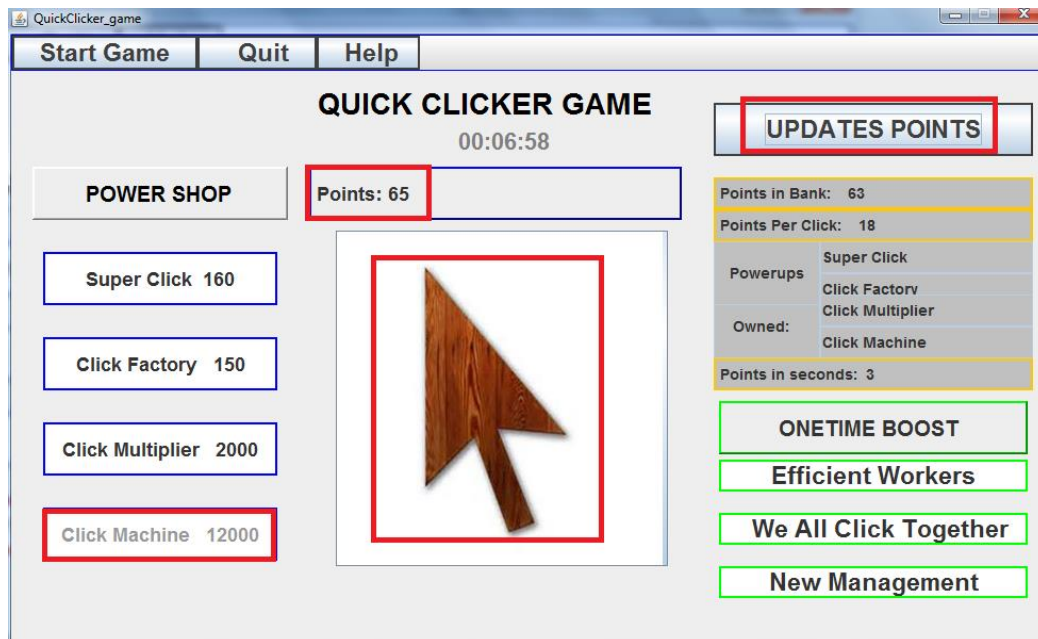 QuickClicker_game
Start Game Quit Help
QUICK CLICKER GAME
00:06:58
UPDATES POINTS
POWER SHOP
Points: 65
Super Click 160
Click Factory 150
Click Multiplier 2000
Click Machine 12000
Points in Bank: 63
Points Per Click: 18
Powerups
Owned:
Super Click
Click Factory
Click Multiplier
Click Machine
Points in seconds: 3
ONETIME BOOST
Efficient Workers
We All Click Together
New Management